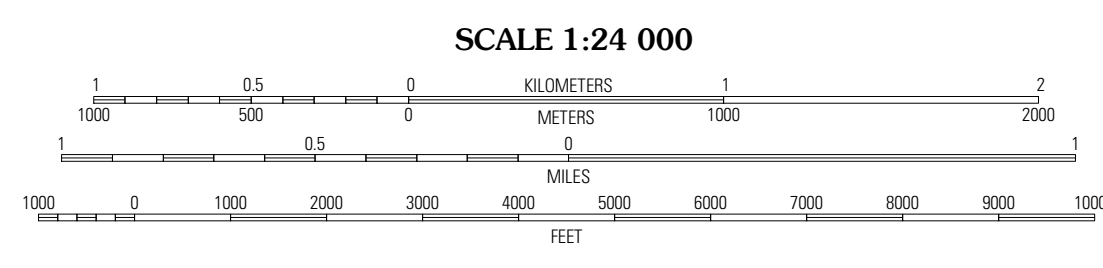 SCALE 1:24 000
1 0.5 0 KILOMETERS 1 2
1000 500 0 METERS 1000 2000
1 0.5 0 1
MILES
1000 0 1000 2000 3000 4000 5000 6000 7000 8000 9000 1000
FEET